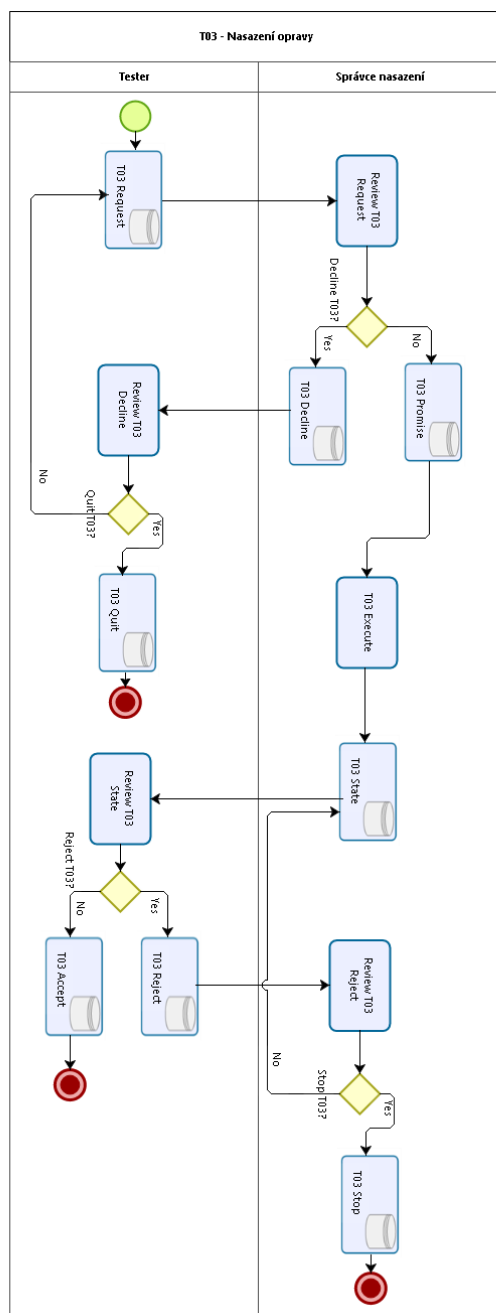 T03 - Nasazení opravy
Tester
Správce nasazení
T03 Request
Review T03
Request
Decline T03?
Yes
No
T03 Decline
T03 Promise
Review T03
Decline
Quit T03?
No
Yes
T03 Quit
T03 Execute
T03 State
Review T03
State
Reject T03?
No
Yes
T03 Accept
T03 Reject
Review T03
Reject
Stop T03?
No
Yes
T03 Stop